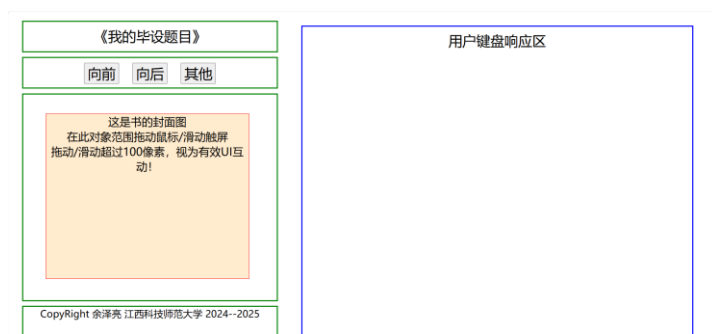 《我的毕设题目》
向前 向后 其他
这是书的封面图
在此对象范围拖动鼠标/滑动触屏
拖动/滑动超过100像素，视为有效UI互
动！
CopyRight 余泽亮 江西科技师范大学 2024--2025
用户键盘响应区